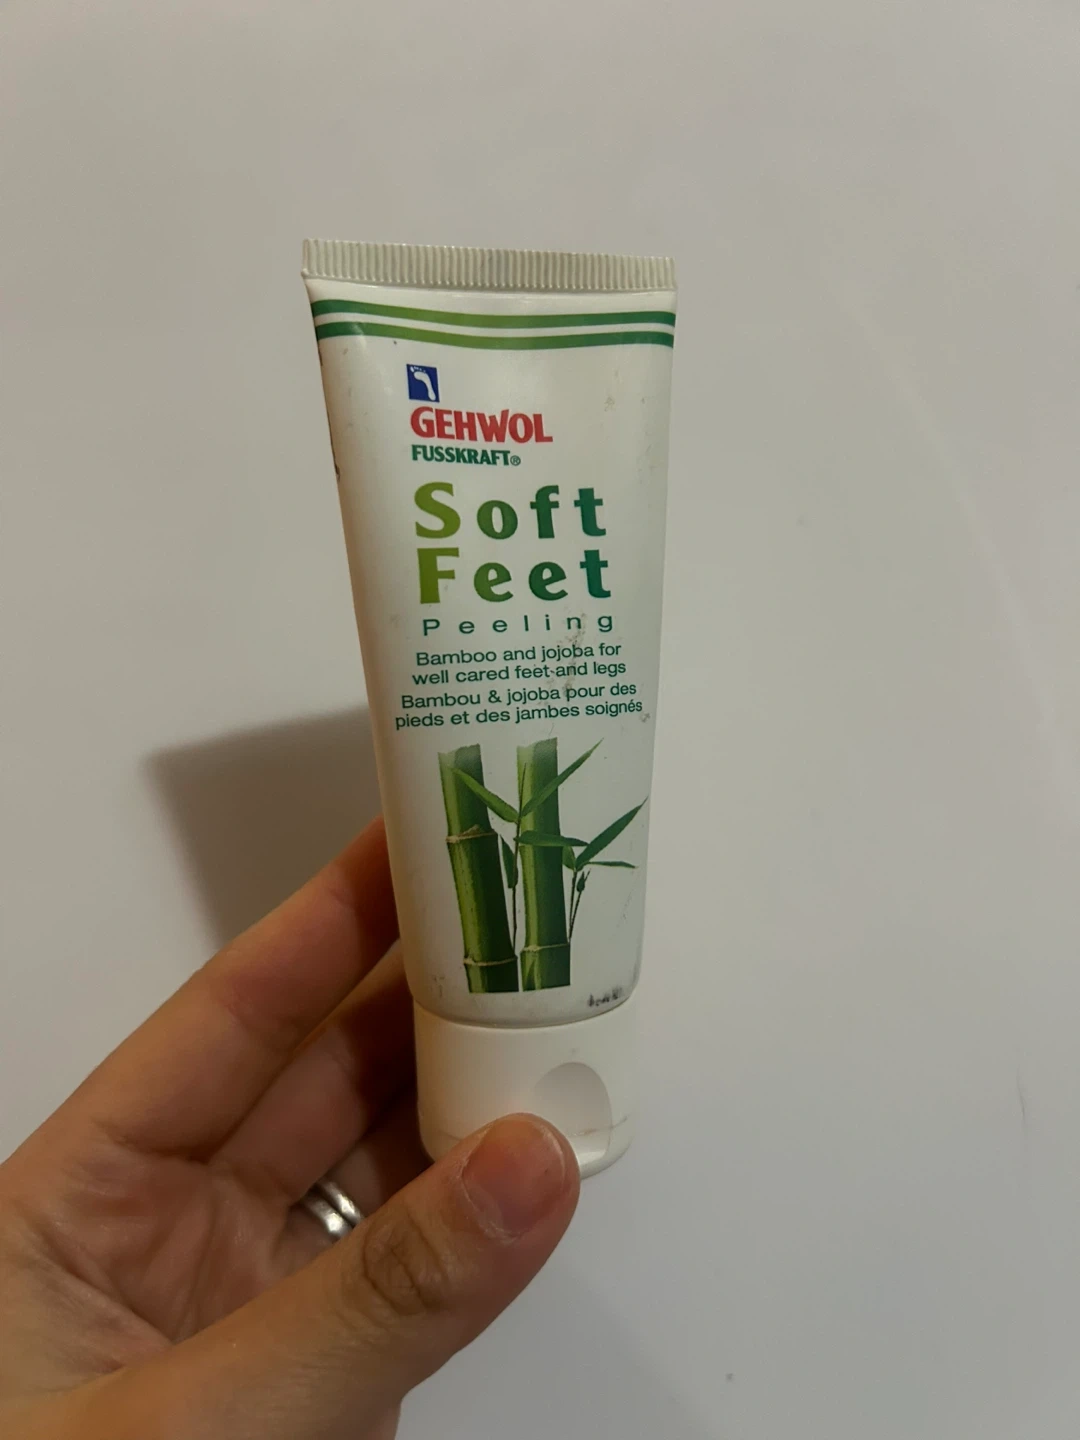 GEHWOL
FUSSKRAFT®
Soft
Feet
Peeling
Bamboo and jojoba for
well cared feet and legs
Bambou & jojoba pour des
pieds et des jambes soignés